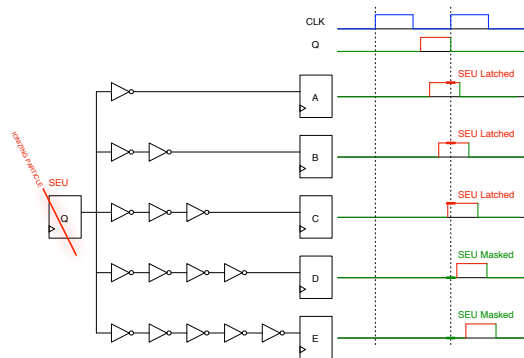 CLK
Q
SEU Latched
A
SEU Latched
B
IONIZING PARTICLE
SEU
Q
SEU Latched
C
SEU Masked
D
SEU Masked
E